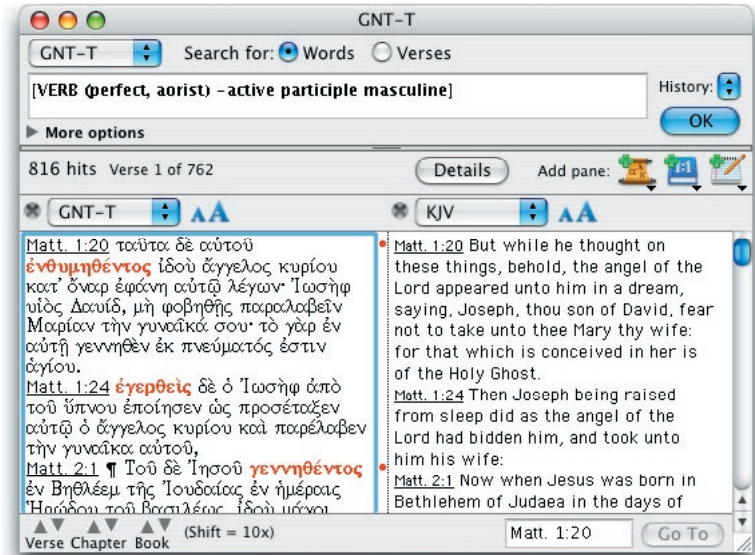 GNT-T
GNT-T Search for: Words Verses
[VERB (perfect, aorist) -active participle masculine]
History:
OK
More options
816 hits Verse 1 of 762 Details Add pane:
GNT-T AA
Matt. 1:20 ταῦτα δὲ αὐτοῦ
ἐνθυμηθέντος ἰδοὺ ἄγγελος κυρίου
κατ’ ὄναρ ἐφάνη αὐτῷ λέγων· Ἰωσὴφ
υἱὸς Δαυίδ, μὴ φοβηθῇς παραλαβεῖν
Μαρίαν τὴν γυναῖκά σου· τὸ γὰρ ἐν
αὐτῇ γεννηθὲν ἐκ πνεύματός ἐστιν
ἁγίου.
Matt. 1:24 ἐγερθεὶς δὲ ὁ Ἰωσὴφ ἀπὸ
τοῦ ὕπνου ἐποίησεν ὡς προσέταξεν
αὐτῷ ὁ ἄγγελος κυρίου καὶ παρέλαβεν
τὴν γυναῖκα αὐτοῦ,
Matt. 2:1 ¶ Τοῦ δὲ Ἰησοῦ γεννηθέντος
ἐν Βηθλέεμ τῆς Ἰουδαίας ἐν ἡμέραις
Ἡρῴδου τοῦ βασιλέως, ἰδοὺ μάγοι
KJV AA
Matt. 1:20 But while he thought on
these things, behold, the angel of the
Lord appeared unto him in a dream,
saying, Joseph, thou son of David, fear
not to take unto thee Mary thy wife:
for that which is conceived in her is
of the Holy Ghost.
Matt. 1:24 Then Joseph being raised
from sleep did as the angel of the
Lord had bidden him, and took unto
him his wife:
Matt. 2:1 Now when Jesus was born in
Bethlehem of Judaea in the days of
Verse Chapter Book (Shift = 10x)
Matt. 1:20 Go To